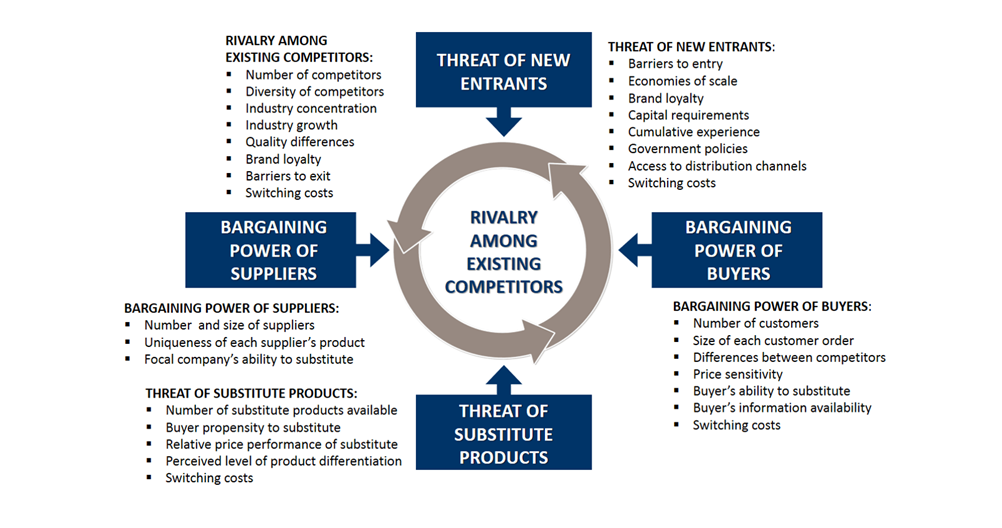 RIVALRY AMONG
EXISTING COMPETITORS:
▪ Number of competitors
▪ Diversity of competitors
▪ Industry concentration
▪ Industry growth
▪ Quality differences
▪ Brand loyalty
▪ Barriers to exit
▪ Switching costs
THREAT OF NEW
ENTRANTS
THREAT OF NEW ENTRANTS:
▪ Barriers to entry
▪ Economies of scale
▪ Brand loyalty
▪ Capital requirements
▪ Cumulative experience
▪ Government policies
▪ Access to distribution channels
▪ Switching costs
BARGAINING
POWER OF
SUPPLIERS
RIVALRY
AMONG
EXISTING
COMPETITORS
BARGAINING
POWER OF
BUYERS
BARGAINING POWER OF SUPPLIERS:
▪ Number and size of suppliers
▪ Uniqueness of each supplier's product
▪ Focal company's ability to substitute
BARGAINING POWER OF BUYERS:
▪ Number of customers
▪ Size of each customer order
▪ Differences between competitors
▪ Price sensitivity
▪ Buyer's ability to substitute
▪ Buyer's information availability
▪ Switching costs
THREAT OF SUBSTITUTE PRODUCTS:
▪ Number of substitute products available
▪ Buyer propensity to substitute
▪ Relative price performance of substitute
▪ Perceived level of product differentiation
▪ Switching costs
THREAT OF
SUBSTITUTE
PRODUCTS